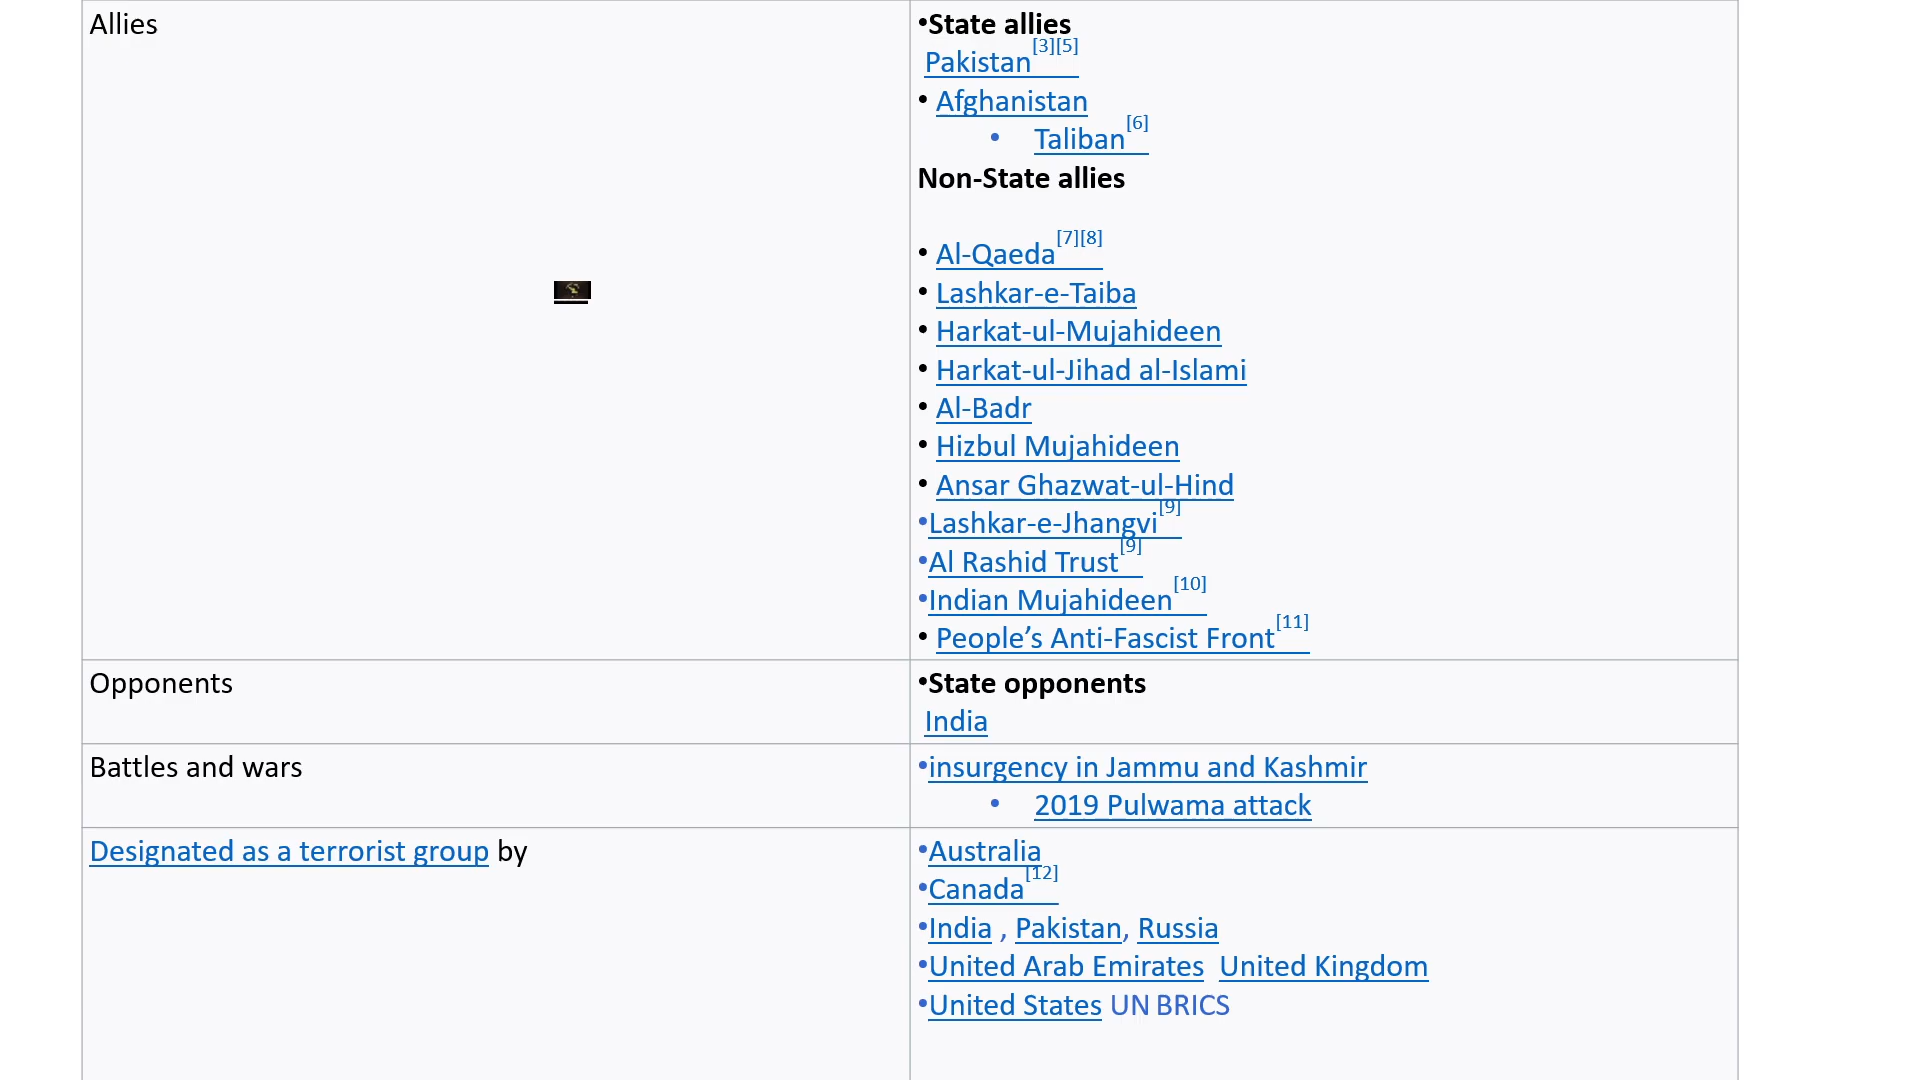 Allies
•State allies
Pakistan[3][5]
• Afghanistan
• Taliban[6]
Non-State allies
• Al-Qaeda[7][8]
• Lashkar-e-Taiba
• Harkat-ul-Mujahideen
• Harkat-ul-Jihad al-Islami
• Al-Badr
• Hizbul Mujahideen
• Ansar Ghazwat-ul-Hind
•Lashkar-e-Jhangvi[9]
•Al Rashid Trust[9]
•Indian Mujahideen[10]
• People’s Anti-Fascist Front[11]
Opponents
•State opponents
India
Battles and wars
•insurgency in Jammu and Kashmir
• 2019 Pulwama attack
Designated as a terrorist group by
•Australia
•Canada[12]
•India , Pakistan, Russia
•United Arab Emirates United Kingdom
•United States UN BRICS